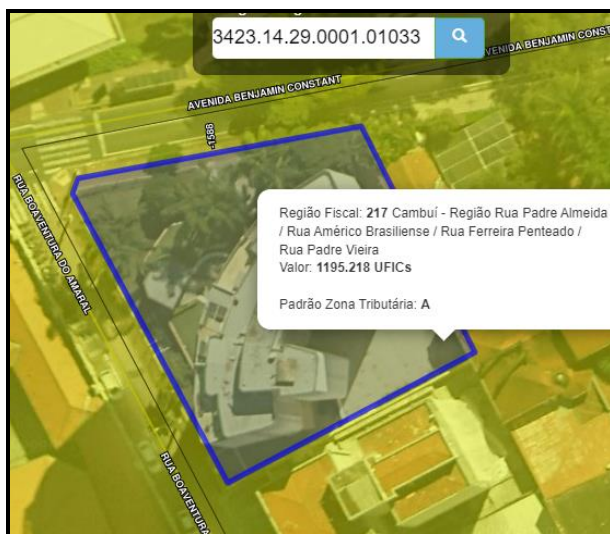 3423.14.29.0001.01033
AVENIDA BENJAMIN CONSTANT
AVENIDA BENJAMIN CONST
-1588
RUA BOAVENTURA DO AMARAL
Região Fiscal: 217 Cambuí - Região Rua Padre Almeida
/ Rua Américo Brasiliense / Rua Ferreira Penteado /
Rua Padre Vieira
Valor: 1195.218 UFICs
Padrão Zona Tributária: A
RUA BOAVENTURA